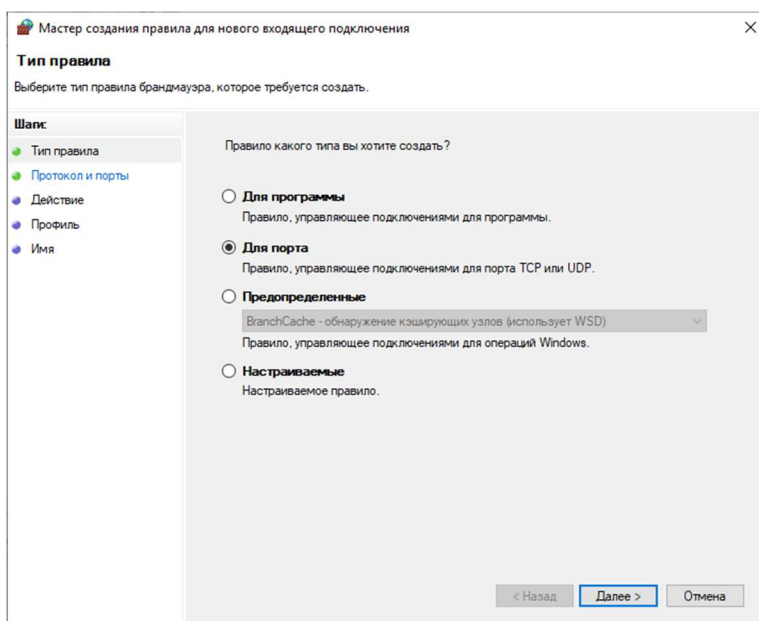 Мастер создания правила для нового входящего подключения
Тип правила
Выберите тип правила брандмауэра, которое требуется создать.
Шаги:
Тип правила
Протокол и порты
Действие
Профиль
Имя
Правило какого типа вы хотите создать?
Для программы
Правило, управляющее подключениями для программы.
Для порта
Правило, управляющее подключениями для порта TCP или UDP.
Предопределенные
BranchCache - обнаружение кэширующих узлов (использует WSD)
Правило, управляющее подключениями для операций Windows.
Настраиваемые
Настраиваемое правило.
< Назад
Далее >
Отмена